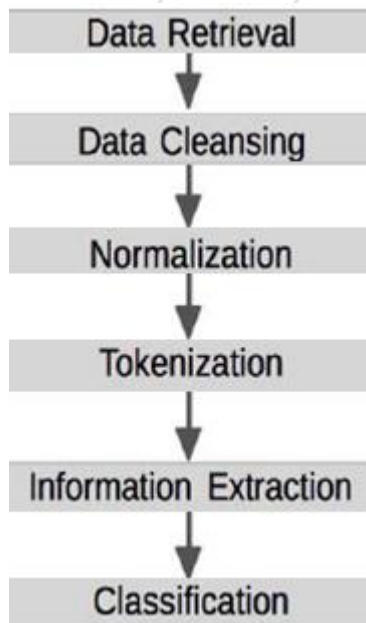 Data Retrieval
Data Cleansing
Normalization
Tokenization
Information Extraction
Classification